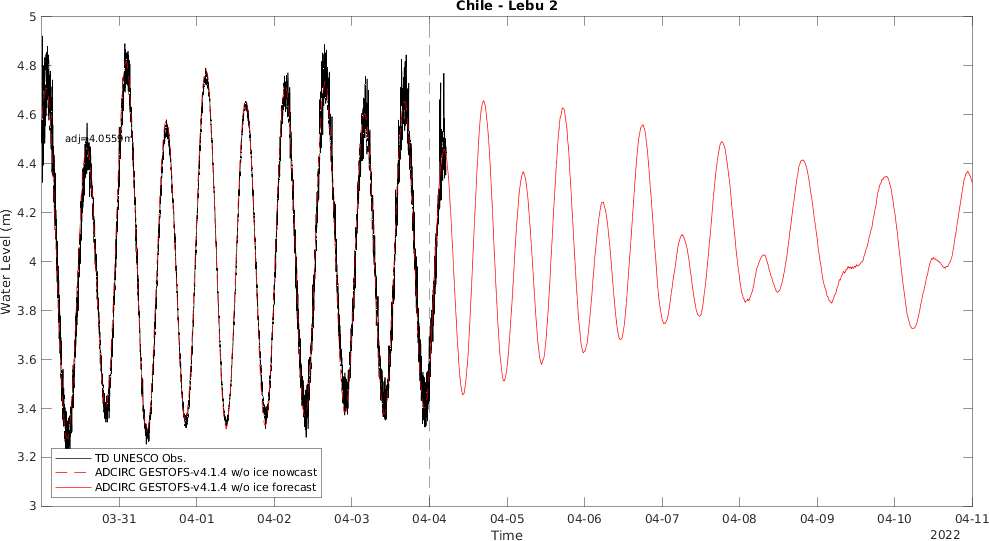 Chile - Lebu 2
5
4.8
4.6
4.4
4.2
4
3.8
3.6
3.4
3.2
3
Water Level (m)
adj=4.0559m
TD UNESCO Obs.
ADCIRC GESTOFS-v4.1.4 w/o ice nowcast
ADCIRC GESTOFS-v4.1.4 w/o ice forecast
03-31 04-01 04-02 04-03 04-04 04-05 04-06 04-07 04-08 04-09 04-10 04-11
Time
2022